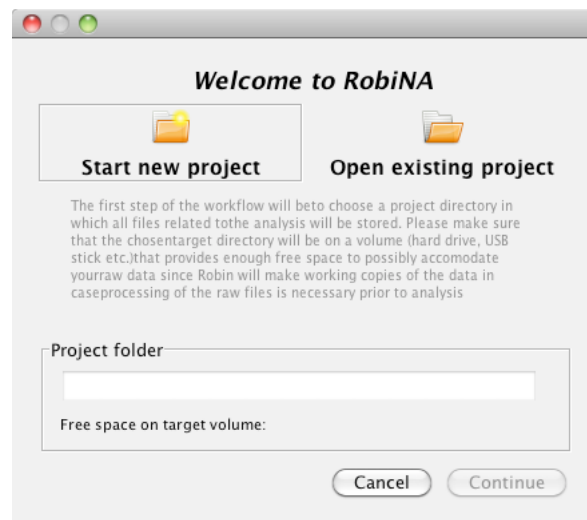 Welcome to RobiNA
Start new project
Open existing project
The first step of the workflow will beto choose a project directory in
which all files related tothe analysis will be stored. Please make sure
that the chosentarget directory will be on a volume (hard drive, USB
stick etc.)that provides enough free space to possibly accomodate
yourraw data since Robin will make working copies of the data in
caseprocessing of the raw files is necessary prior to analysis
Project folder
Free space on target volume:
Cancel
Continue